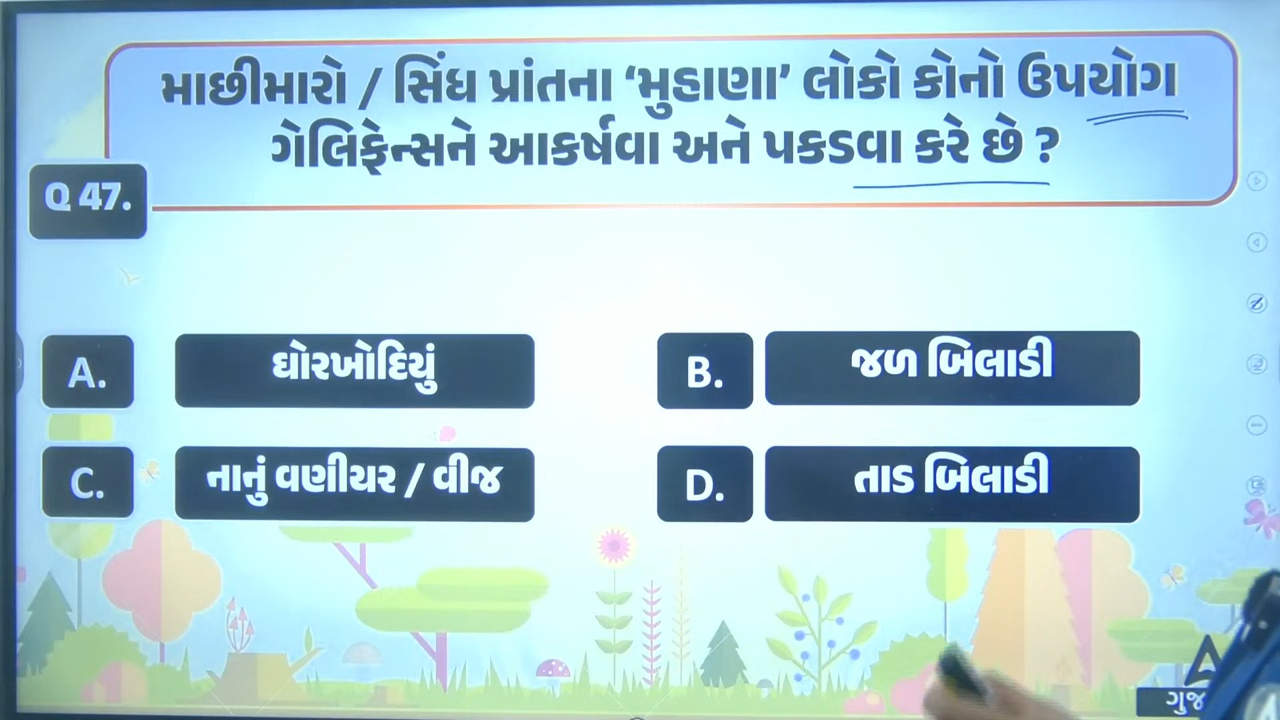 માછીમારો / સિંધ પ્રાંતના ‘મુહાણા’ લોકો કોનો ઉપયોગ
ગેલિફેન્સને આકર્ષવા અને પકડવા કરે છે ?
Q 47.
A. ઘોરખોદિયું
B. જળ બિલાડી
C. નાનું વણીયર / વીજ
D. તાડ બિલાડી